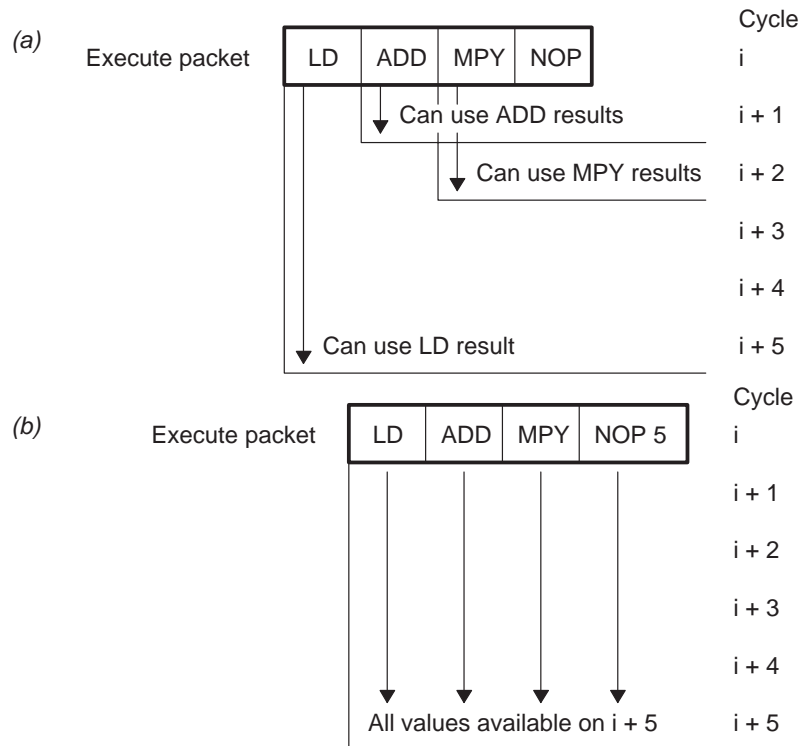 Cycle
(a)
Execute packet LD ADD MPY NOP i
Can use ADD results i + 1
Can use MPY results i + 2
i + 3
i + 4
Can use LD result i + 5
Cycle
(b)
Execute packet LD ADD MPY NOP 5 i
i + 1
i + 2
i + 3
i + 4
All values available on i + 5 i + 5